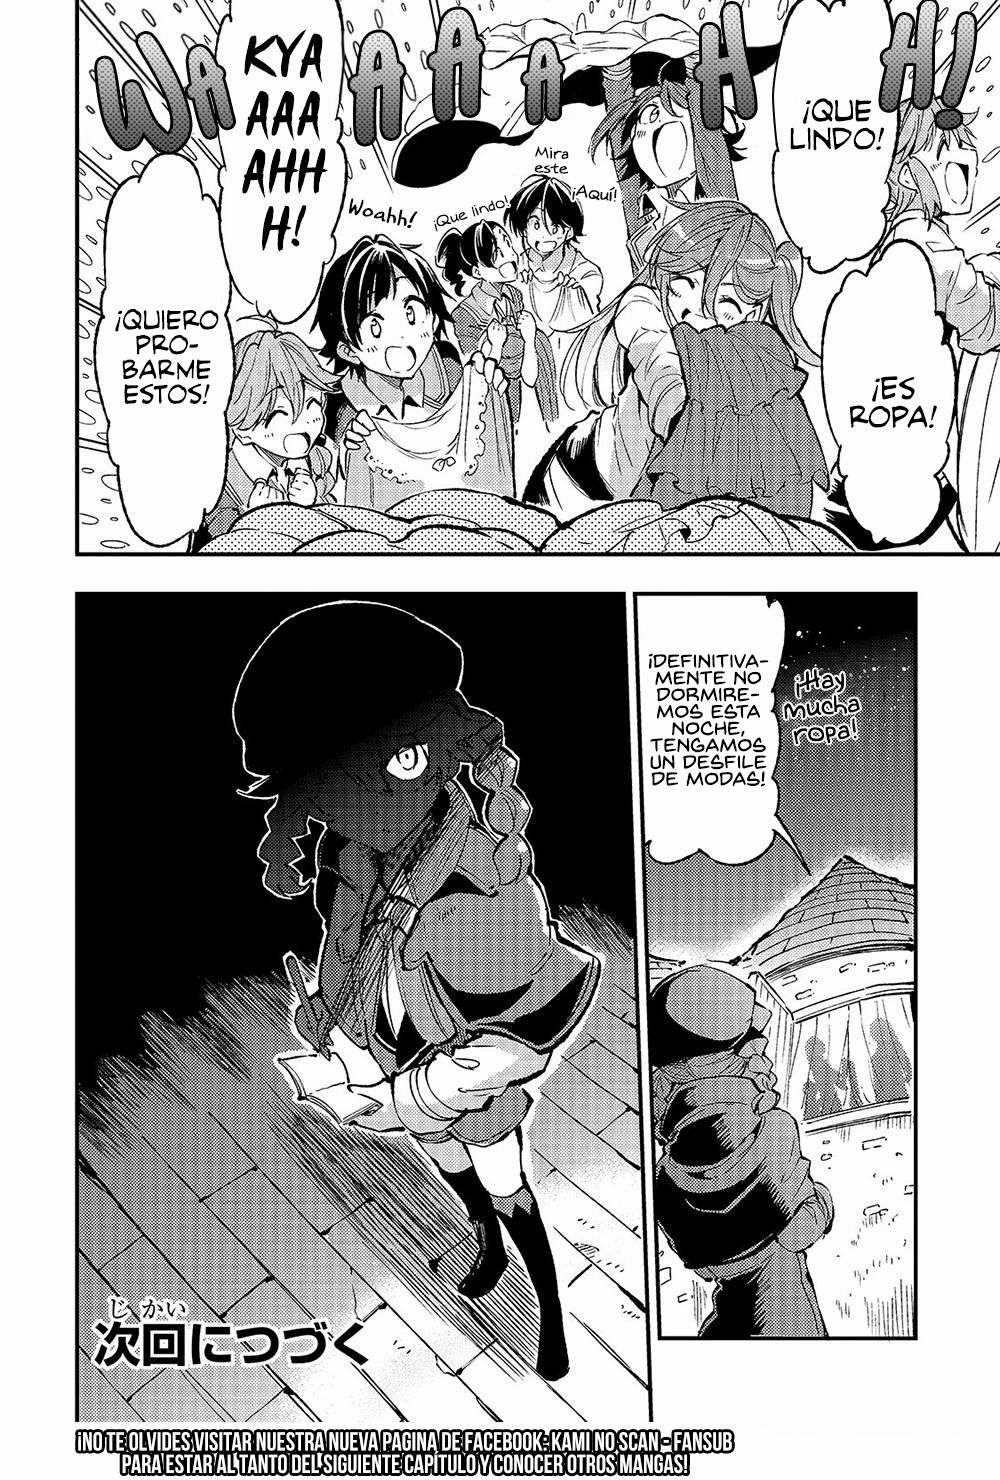 WAAAAHH!
¡QUE
LINDO!
¡ES
ROPA!
Mira
este
¡Aquí!
¡Que lindo!
Woahh!
KYA
AAA
AAA
AHH
H!
¡QUIERO
PRO-
BARME
ESTOS!
¡DEFINITIVA-
MENTE NO
DORMIRE-
MOS ESTA
NOCHE,
TENGAMOS
UN DESFILE
DE MODAS!
¡Hay
mucha
ropa!
じかい
次回につづく
¡NO TE OLVIDES VISITAR NUESTRA NUEVA PAGINA DE FACEBOOK: KAMI NO SCAN - FANSUB
PARA ESTAR AL TANTO DEL SIGUIENTE CAPÍTULO Y CONOCER OTROS MANGAS!